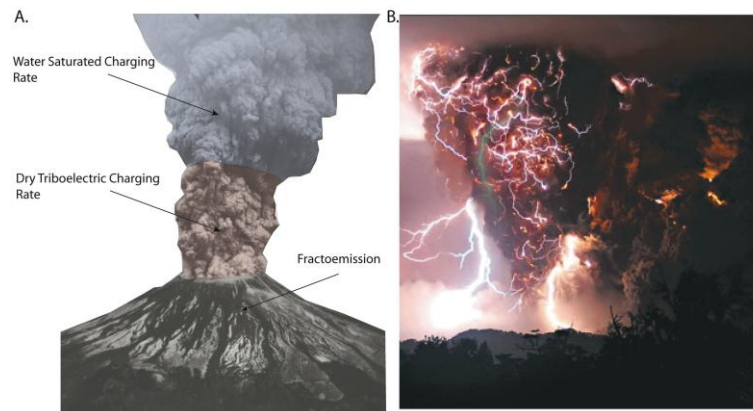 A.
B.
Water Saturated Charging
Rate
Dry Triboelectric Charging
Rate
Fractoemission